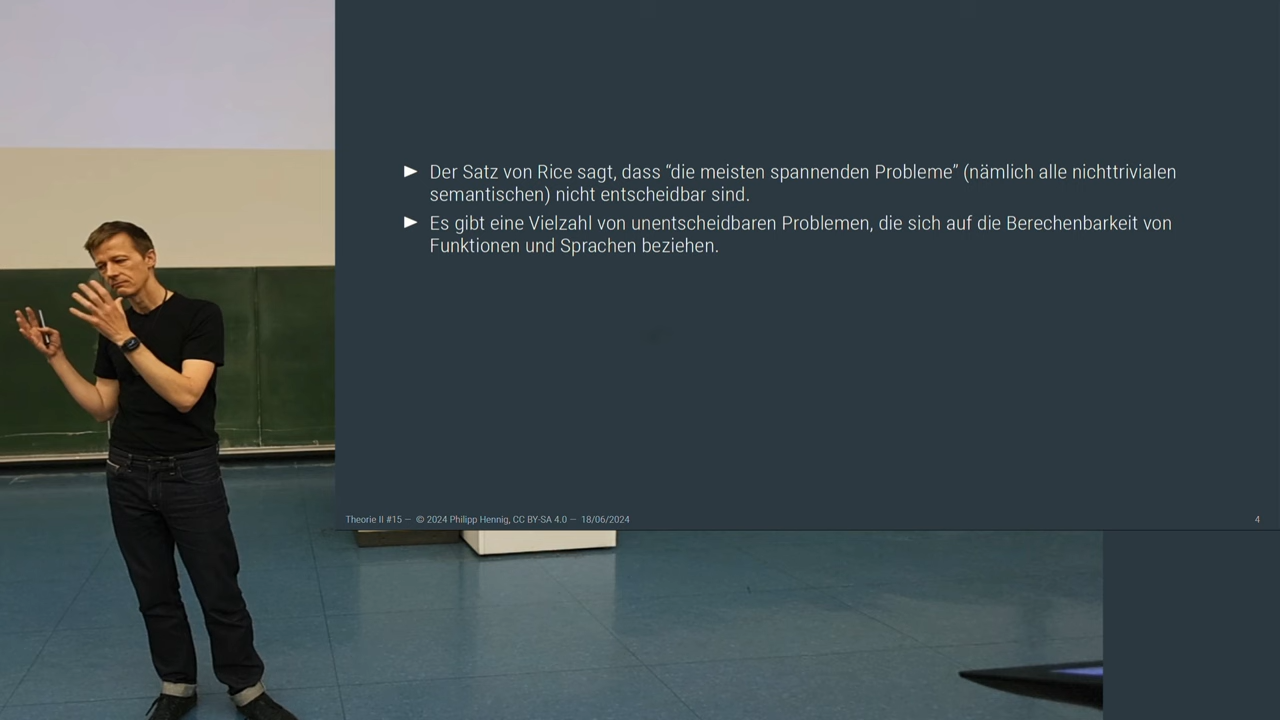 ► Der Satz von Rice sagt, dass “die meisten spannenden Probleme” (nämlich alle nichttrivialen
semantischen) nicht entscheidbar sind.
► Es gibt eine Vielzahl von unentscheidbaren Problemen, die sich auf die Berechenbarkeit von
Funktionen und Sprachen beziehen.
Theorie II #15 — © 2024 Philipp Hennig, CC BY-SA 4.0 — 18/06/2024
4